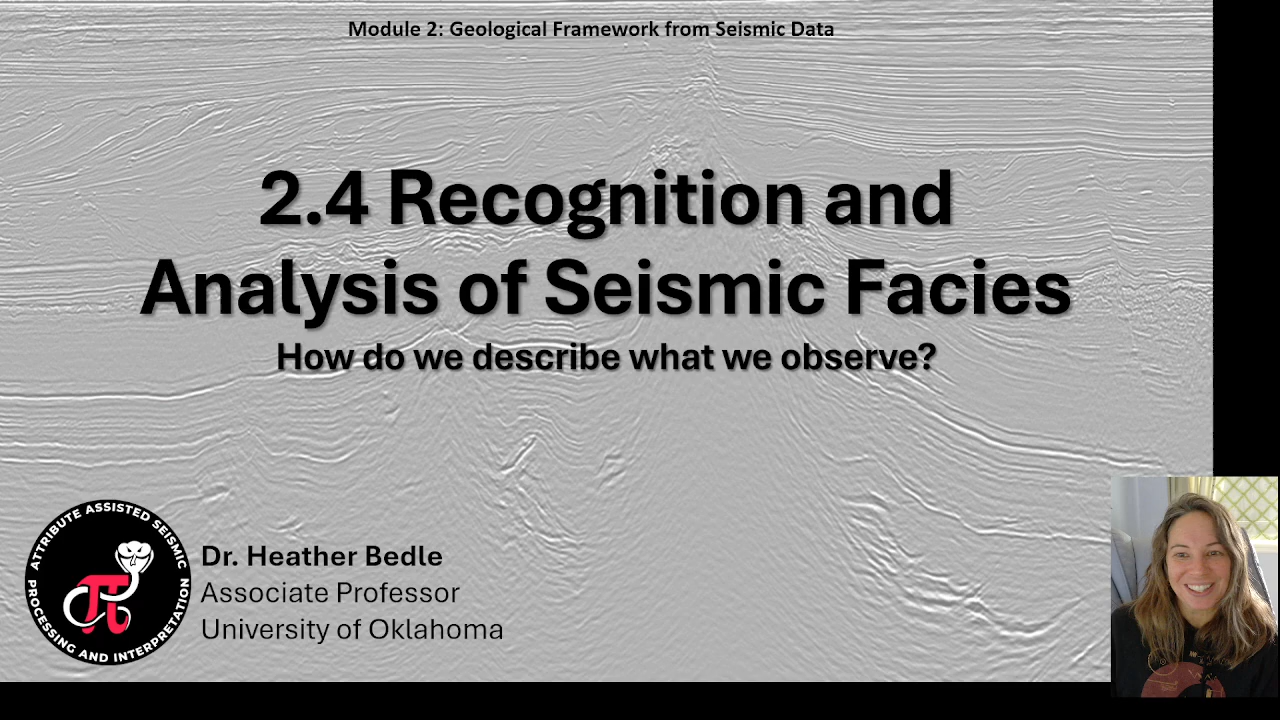 Module 2: Geological Framework from Seismic Data
2.4 Recognition and
Analysis of Seismic Facies
How do we describe what we observe?
ATTRIBUTE ASSISTED SEISMIC
PROCESSING AND INTERPRETATION
Dr. Heather Bedle
Associate Professor
University of Oklahoma